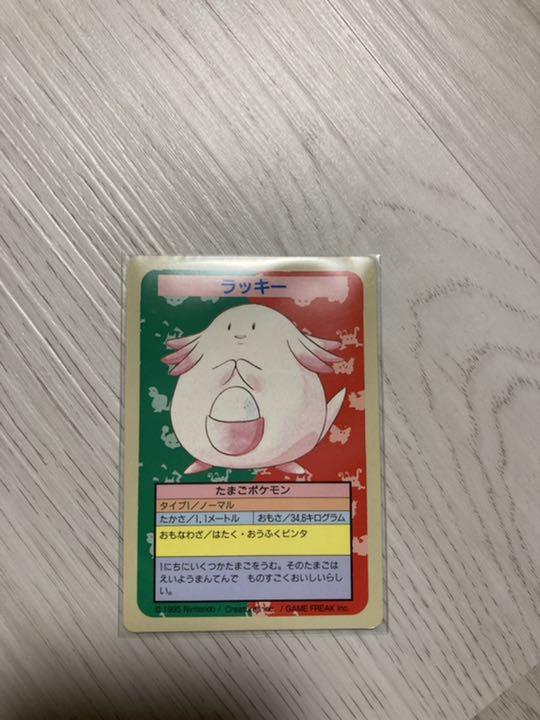 ラッキー
たまごポケモン
タイプ1／ノーマル
たかさ／1.1メートル おもさ／34.6キログラム
おもなわざ／はたく・おうふくビンタ
1にちにいくつかたまごをうむ。そのたまごは
えいようまんてんで ものすごくおいしいらし
い。
©1995 Nintendo / Creatures inc. / GAME FREAK inc.